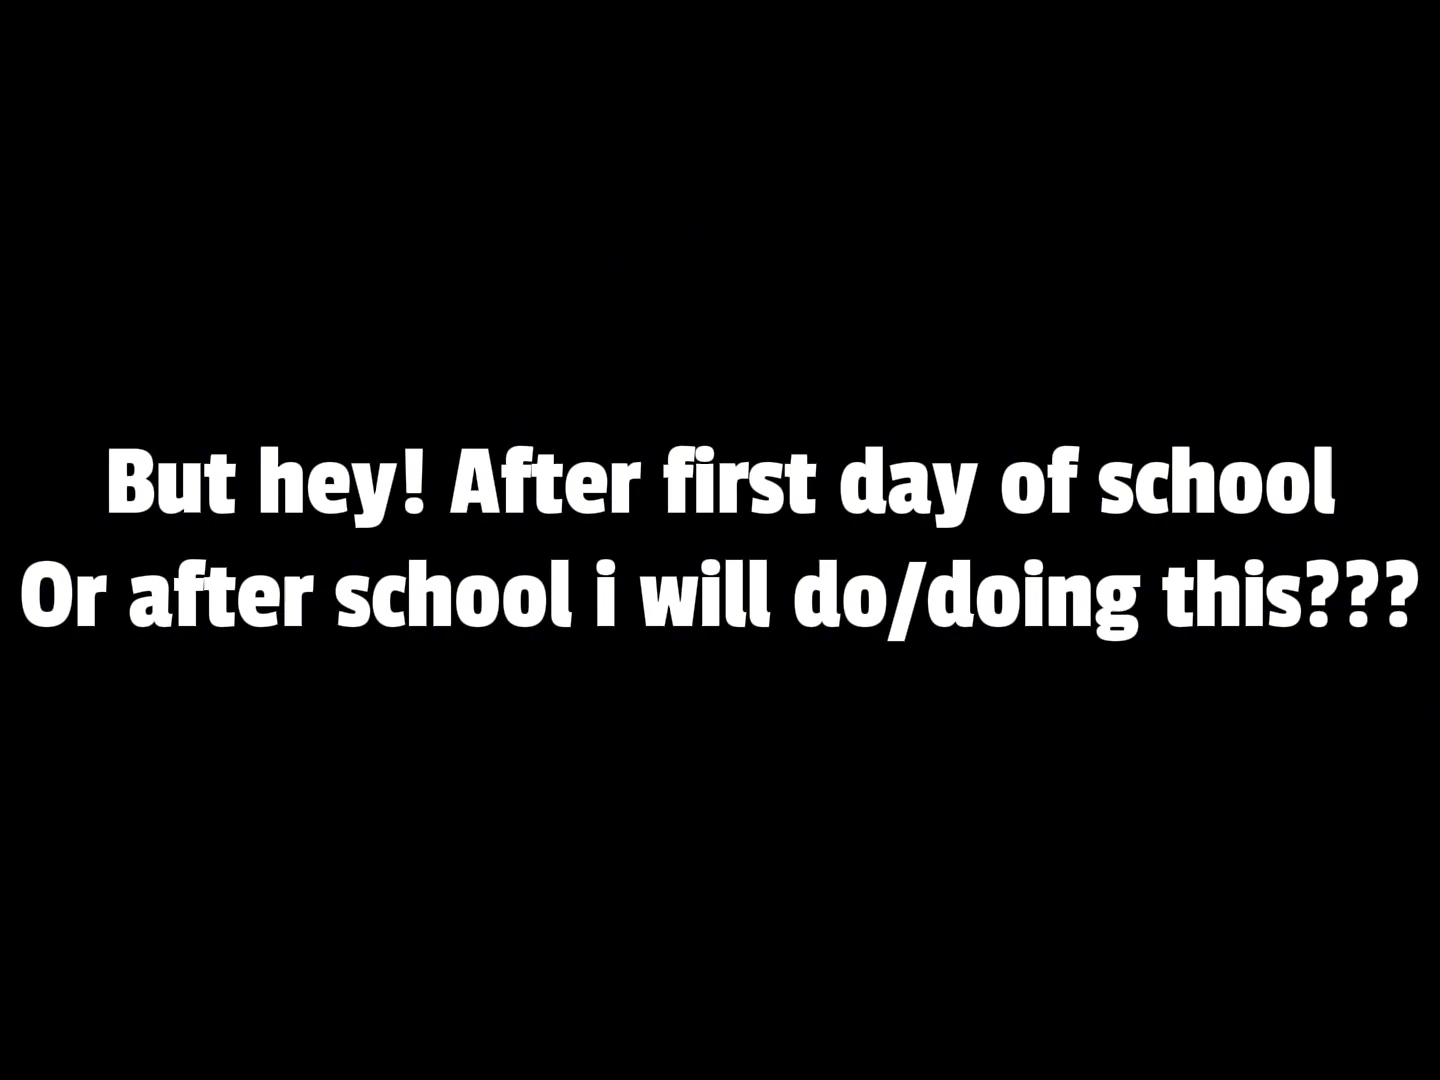 But hey! After first day of school
Or after school i will do/doing this???